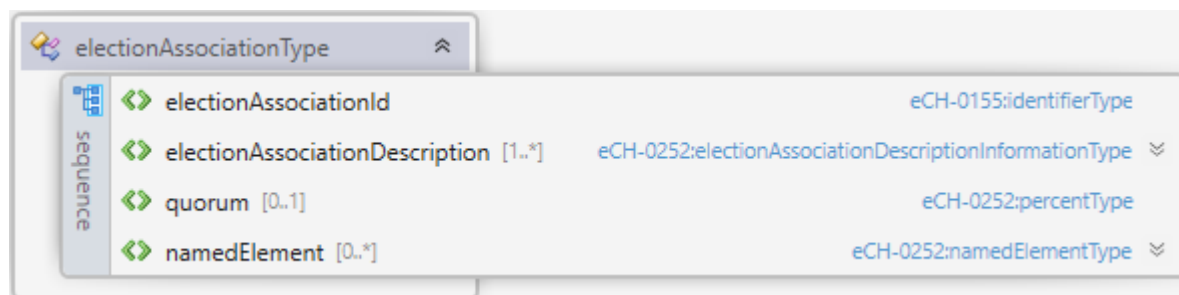 electionAssociationType
sequence
electionAssociationId eCH-0155:identifierType
electionAssociationDescription [1..*] eCH-0252:electionAssociationDescriptionInformationType
quorum [0..1] eCH-0252:percentType
namedElement [0..*] eCH-0252:namedElementType